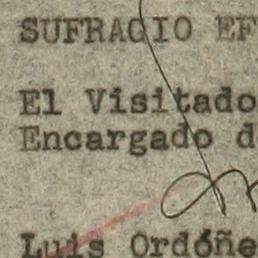 SUFRAGIO EF
El Visitado
Encargado d
Luis Ordóñe